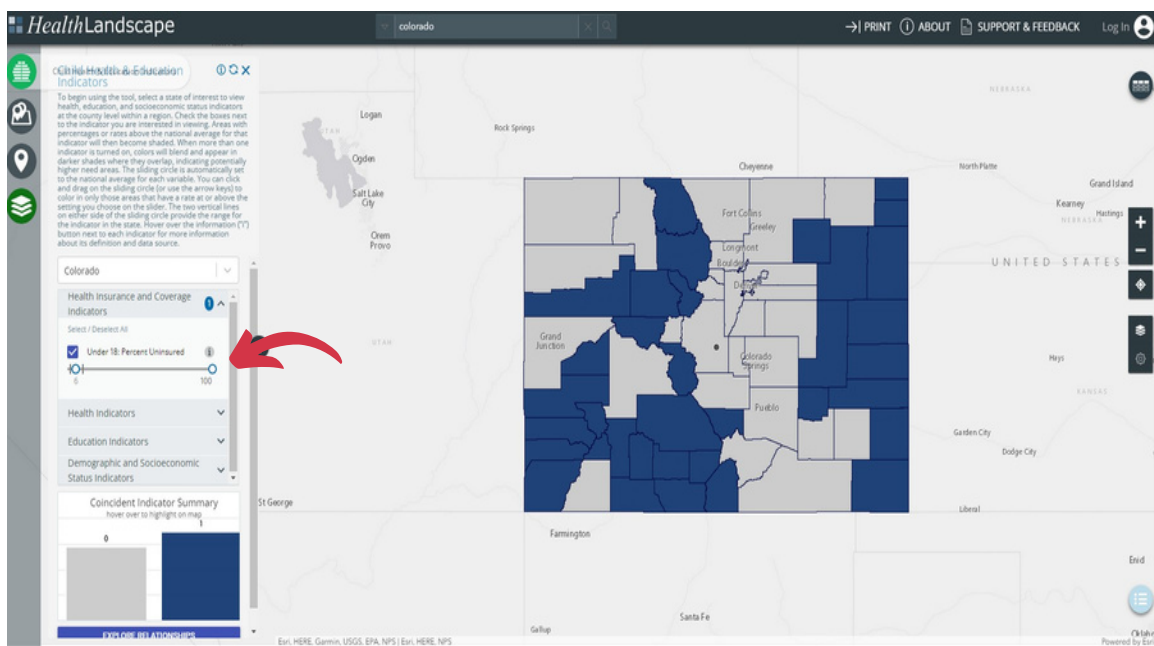 HealthLandscape
colorado
PRINT
ABOUT
SUPPORT & FEEDBACK
Log In
Child Health & Education
Indicators
To begin using the tool, select a state of interest to view
health, education, and socioeconomic status indicators
at the county level within a region. Check the boxes next
to the indicator you are interested in viewing. Areas with
percentages or rates above the national average for that
indicator will then become shaded. When more than one
indicator is turned on, colors will blend and appear in
darker shades where they overlap, indicating potentially
higher need areas. The sliding circle is automatically set
to the national average for each variable. You can click
and drag on the sliding circle (or use the arrow keys) to
color in only those areas that have a rate at or above the
setting you choose on the slider. The two vertical lines
on either side of the sliding circle provide the range for
the indicator in the state. Hover over the information ("i")
button next to each indicator for more information
about its definition and data source.
Colorado
Health Insurance and Coverage
Indicators
1
Select / Deselect All
Under 18: Percent Uninsured
6
100
Health Indicators
Education Indicators
Demographic and Socioeconomic
Status Indicators
Coincident Indicator Summary
hover over to highlight on map
0
1
EXPLORE RELATIONSHIPS
NEBRASKA
Logan
UTAH
Rock Springs
Ogden
Cheyenne
North Platte
Grand Island
Salt Lake
City
Kearney
Hastings
NEBRASKA
Fort Collins
Greeley
Orem
Provo
Longmont
Boulder
UNITED STATES
Denver
UTAH
Grand
Junction
Colorado
Springs
Hays
KANSAS
Pueblo
Garden City
Dodge City
St George
Liberal
Farmington
Enid
Santa Fe
Gallup
Esri, HERE, Garmin, USGS, EPA, NPS | Esri, HERE, NPS
Powered by Esri